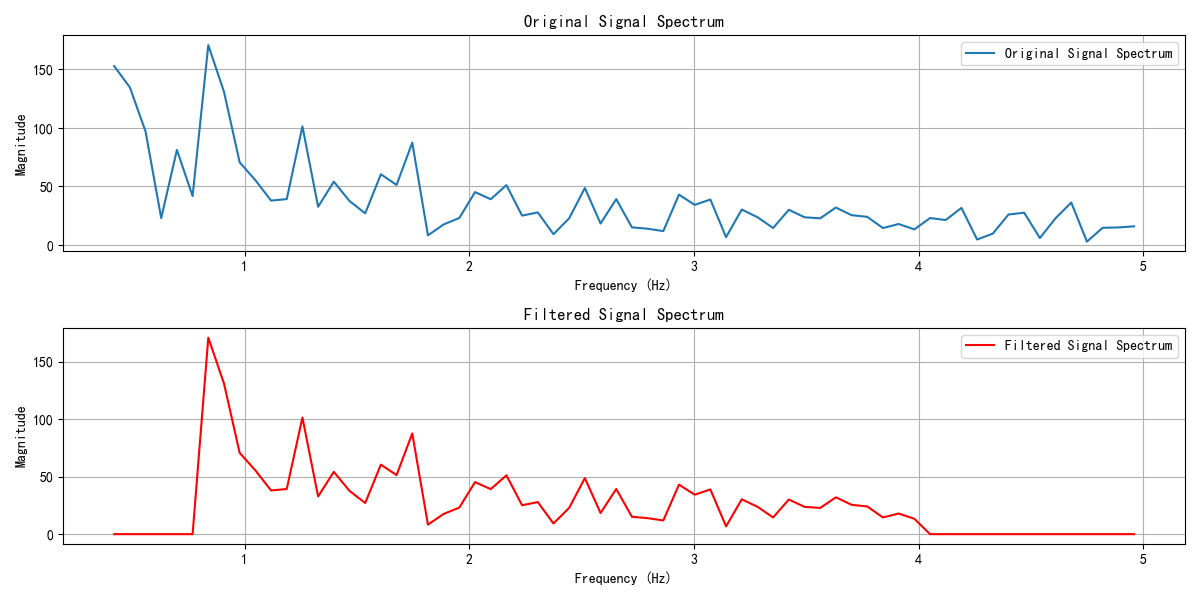 Original Signal Spectrum
Original Signal Spectrum
Magnitude
150
100
50
0
1 2 3 4 5
Frequency (Hz)
Filtered Signal Spectrum
Filtered Signal Spectrum
Magnitude
150
100
50
0
1 2 3 4 5
Frequency (Hz)